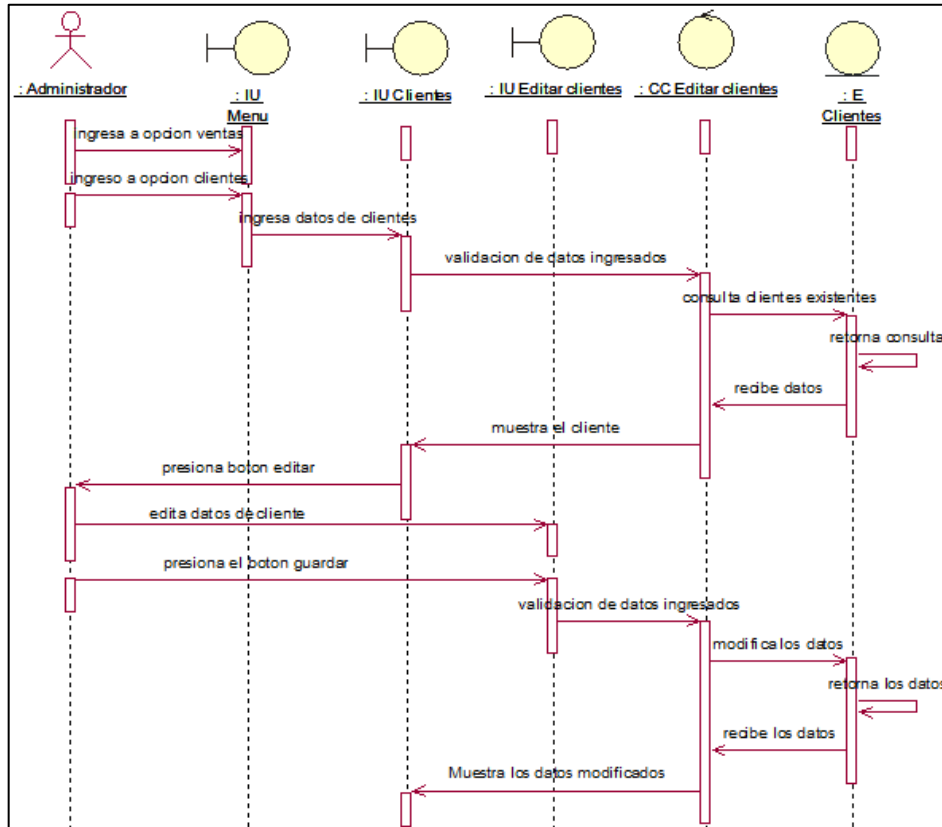 : Administrador
: IU
Menu
: IU Clientes
: IU Editar clientes
: CC Editar clientes
: E
Clientes
ingresa a opcion ventas
ingreso a opcion clientes
ingresa datos de clientes
validacion de datos ingresados
consulta clientes existentes
retorna consulta
recibe datos
muestra el cliente
presiona boton editar
edita datos de cliente
presiona el boton guardar
validacion de datos ingresados
modifica los datos
retorna los datos
recibe los datos
Muestra los datos modificados